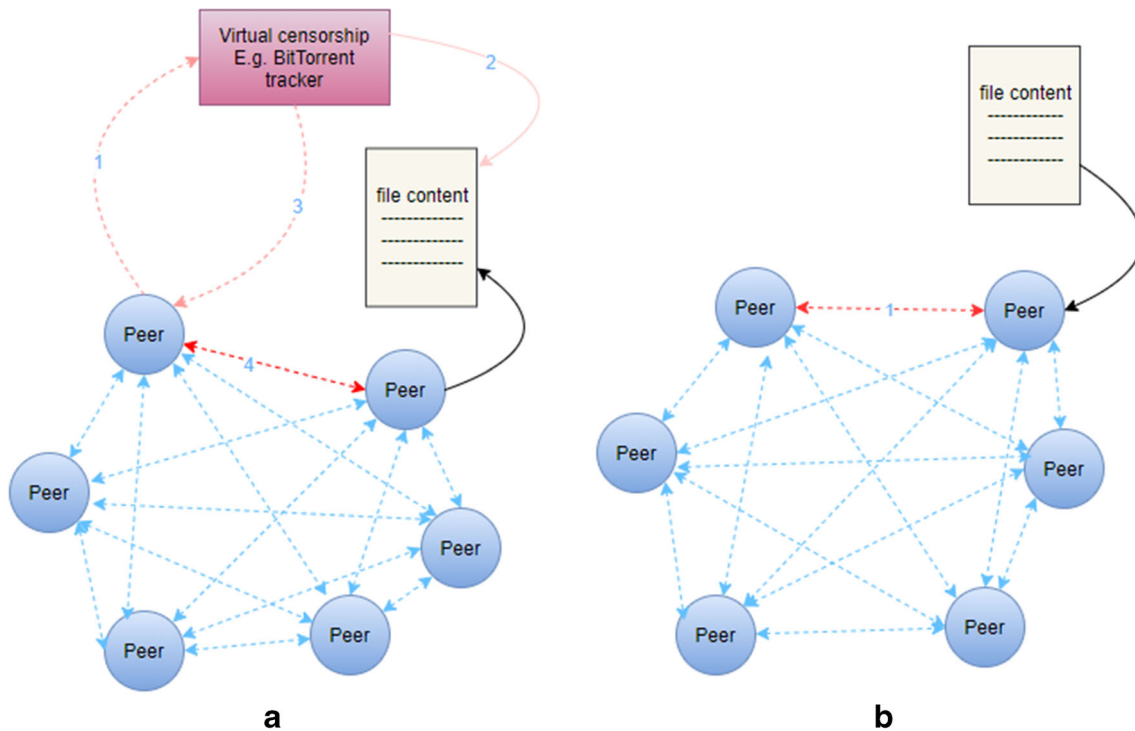 Virtual censorship
E.g. BitTorrent
tracker
2
1
3
file content
-------------
-------------
-------------
Peer
4
Peer
Peer
Peer
Peer
Peer
a
file content
-------------
-------------
-------------
Peer
1
Peer
Peer
Peer
Peer
Peer
b